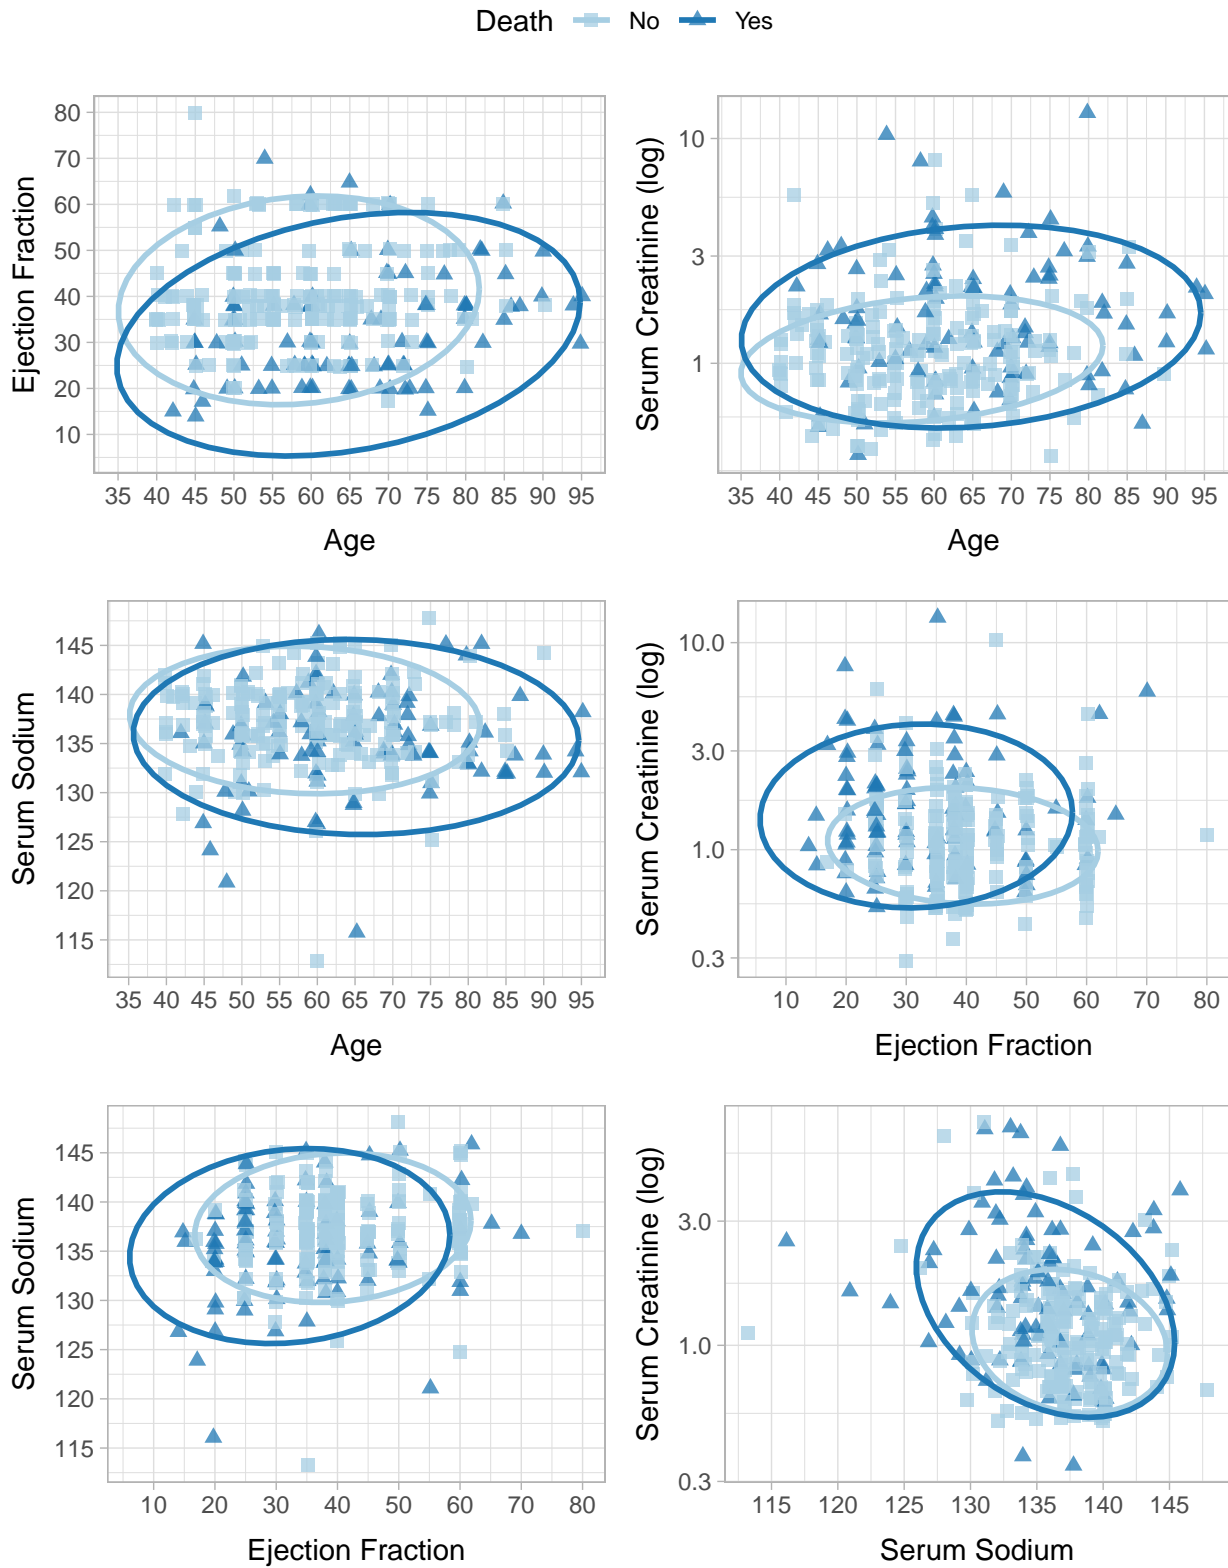 Death No Yes
80
70
60
50
40
30
20
10
Ejection Fraction
35 40 45 50 55 60 65 70 75 80 85 90 95
Age
10
3
1
Serum Creatinine (log)
35 40 45 50 55 60 65 70 75 80 85 90 95
Age
145
140
135
130
125
120
115
Serum Sodium
35 40 45 50 55 60 65 70 75 80 85 90 95
Age
10.0
3.0
1.0
0.3
Serum Creatinine (log)
10 20 30 40 50 60 70 80
Ejection Fraction
145
140
135
130
125
120
115
Serum Sodium
10 20 30 40 50 60 70 80
Ejection Fraction
3.0
1.0
0.3
Serum Creatinine (log)
115 120 125 130 135 140 145
Serum Sodium